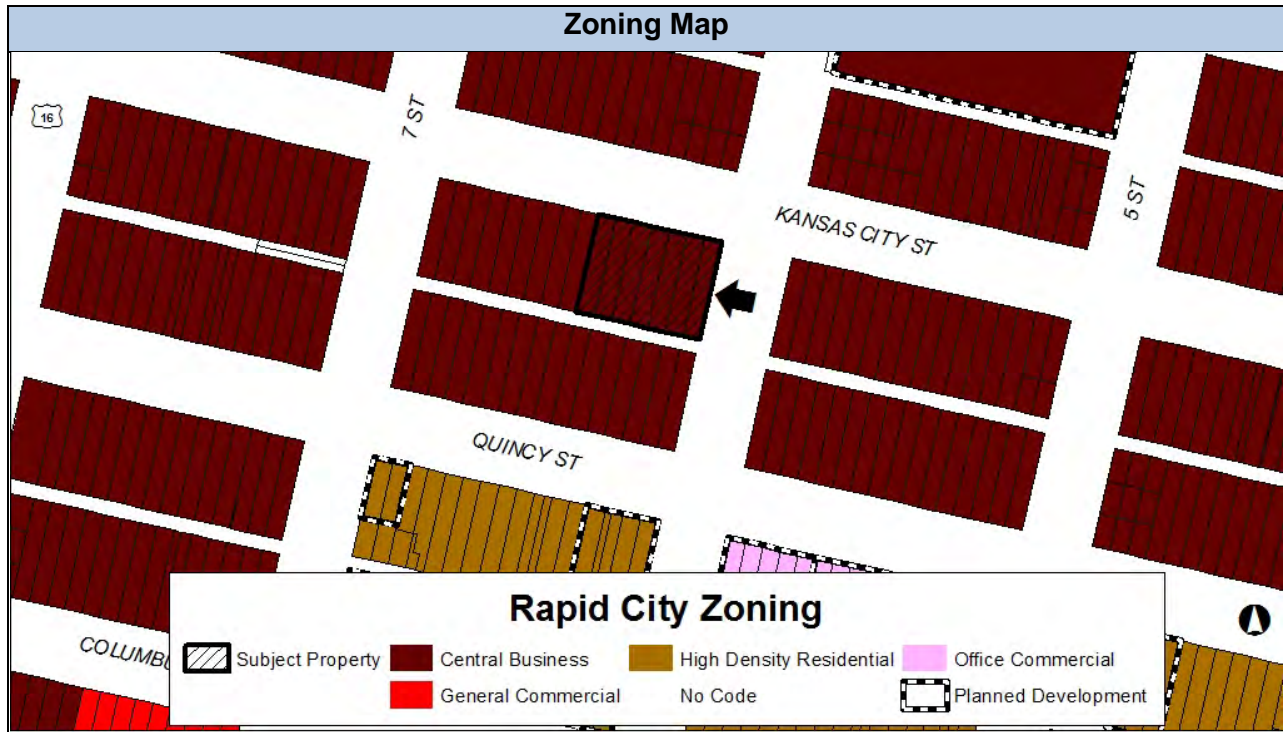 Zoning Map
16
7 ST
5 ST
KANSAS CITY ST
QUINCY ST
Rapid City Zoning
COLUMBU
Subject Property Central Business High Density Residential Office Commercial
General Commercial No Code Planned Development